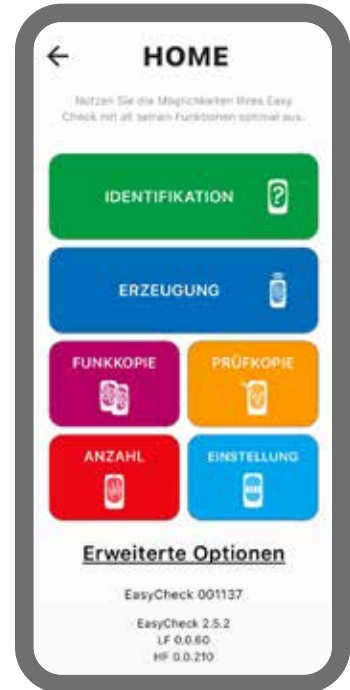 HOME
Nutzen Sie die Möglichkeiten Ihres Easy
Check mit all seinen Funktionen optimal aus.
IDENTIFIKATION
ERZEUGUNG
FUNKKOPIE
PRÜFKOPIE
ANZAHL
EINSTELLUNG
Erweiterte Optionen
EasyCheck 001137
EasyCheck 2.5.2
LF 0.0.60
HF 0.0.210